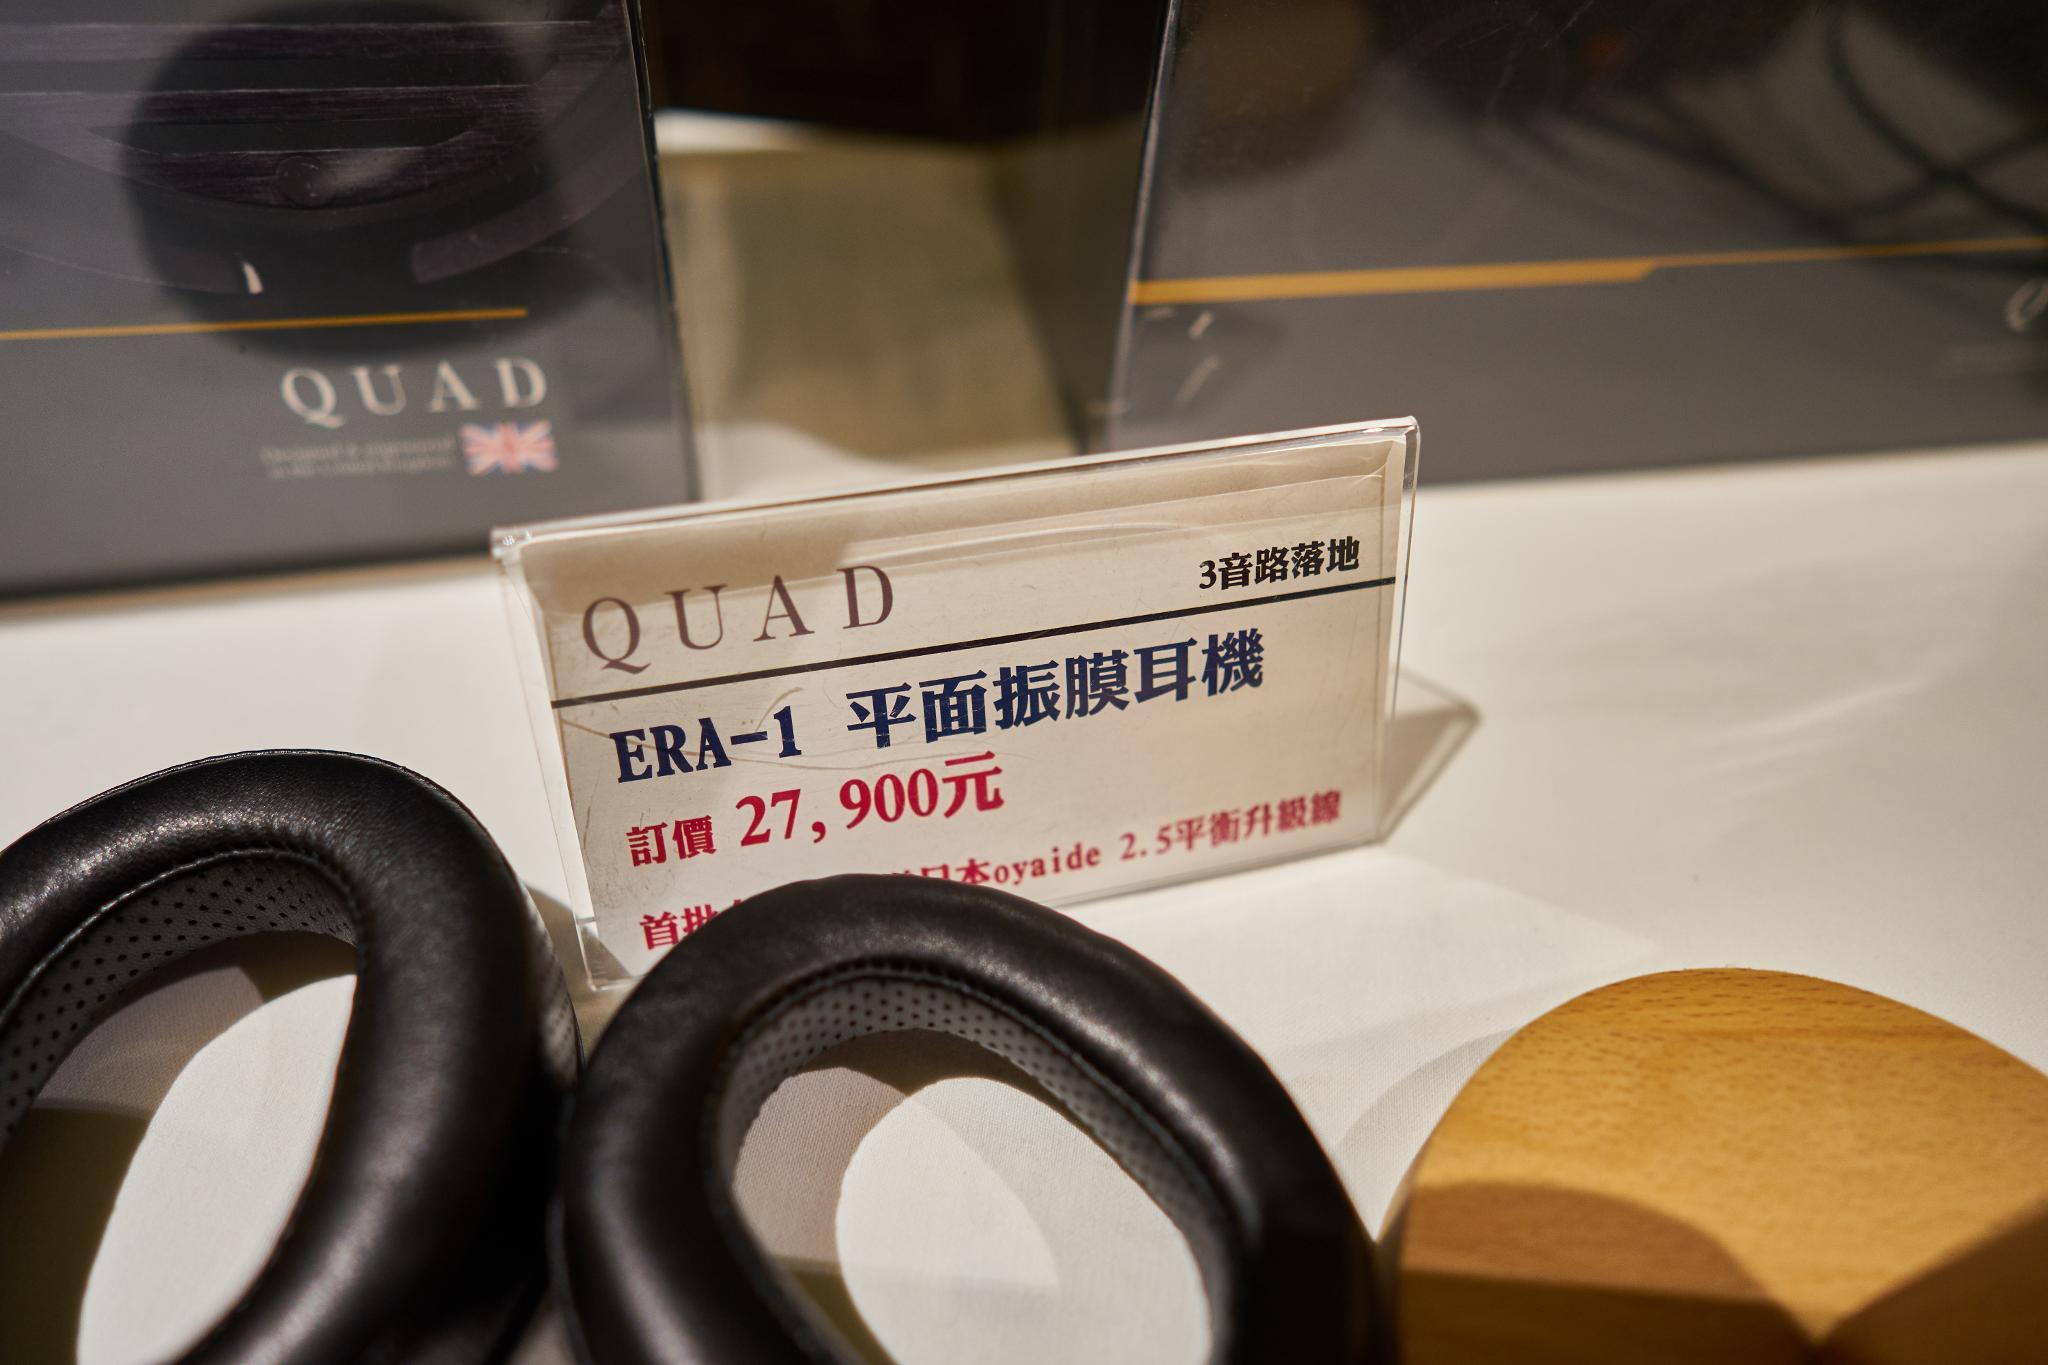 QUAD
QUAD
3音路落地
ERA-1 平面振膜耳機
訂價 27,900元
首批
日本oyaide 2.5平衡升級線